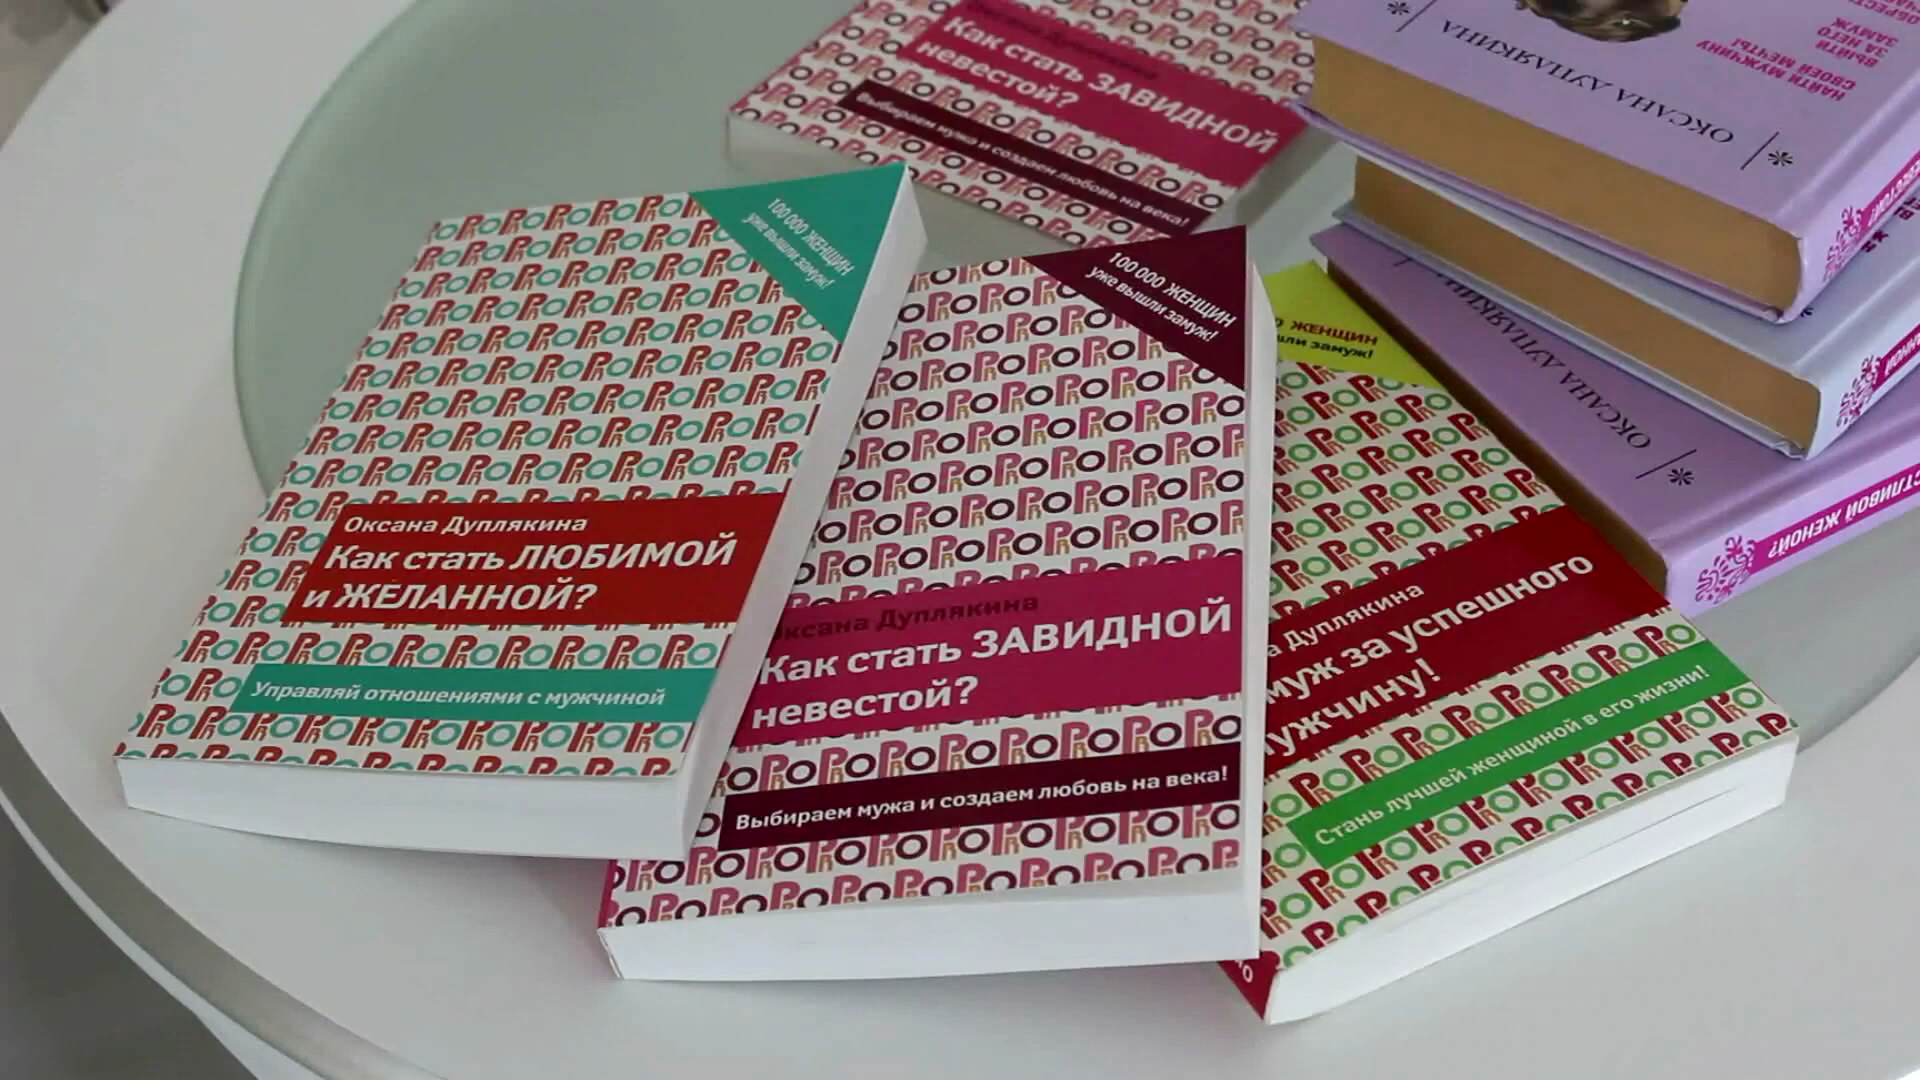 Как стать ЗАВИДНОЙ
невестой?
Выбираем мужа и создаем любовь на века!
ОКСАНА ДУПЛЯКИНА
НАЙТИ МУЖЧИНУ
СВОЕЙ МЕЧТЫ
ВЫЙТИ
ЗА НЕГО
ЗАМУЖ
100 000 ЖЕНЩИН
уже вышли замуж!
Оксана Дуплякина
Как стать ЛЮБИМОЙ
и ЖЕЛАННОЙ?
Управляй отношениями с мужчиной
100 000 ЖЕНЩИН
уже вышли замуж!
Оксана Дуплякина
Как стать ЗАВИДНОЙ
невестой?
Выбираем мужа и создаем любовь на века!
ЖЕНЩИН
замуж!
Дуплякина
за успешного
Стань лучшей женщиной в его жизни!
ОКСАНА ДУПЛЯКИНА
ЖЕНОЙ?